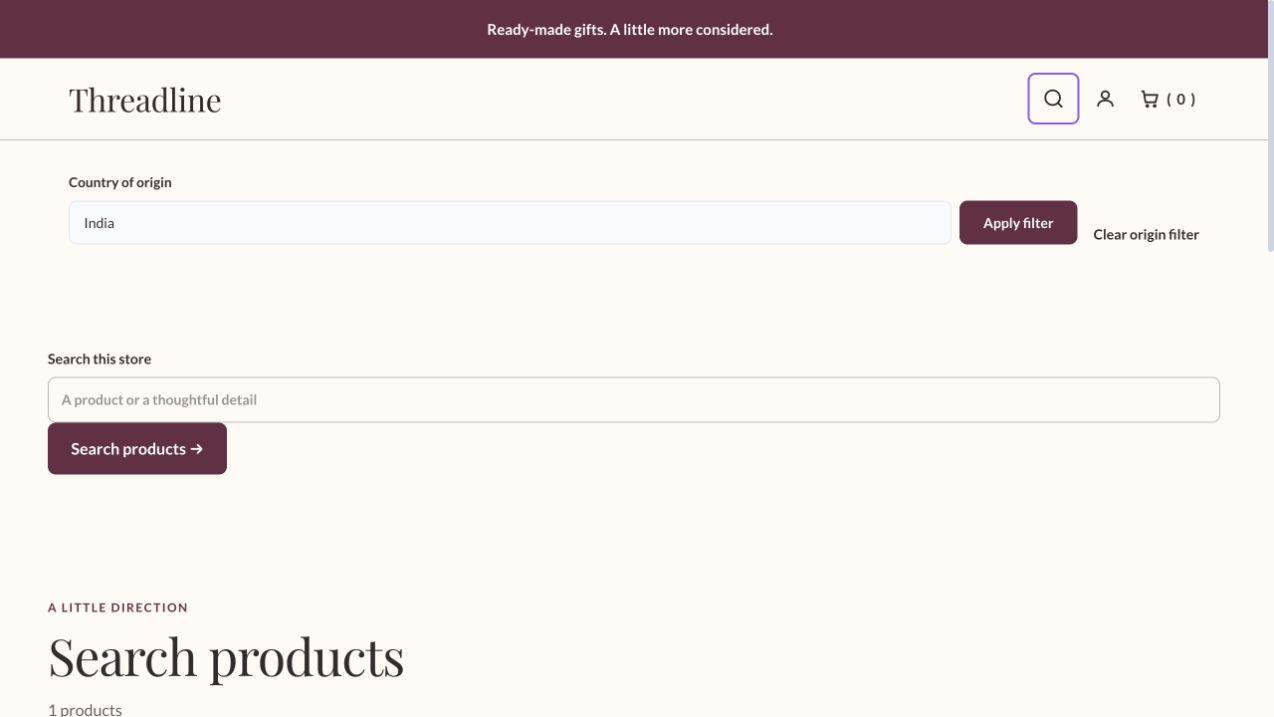 Ready-made gifts. A little more considered.
Threadline
( 0 )
Country of origin
India
Apply filter
Clear origin filter
Search this store
A product or a thoughtful detail
Search products →
A LITTLE DIRECTION
Search products
1 products